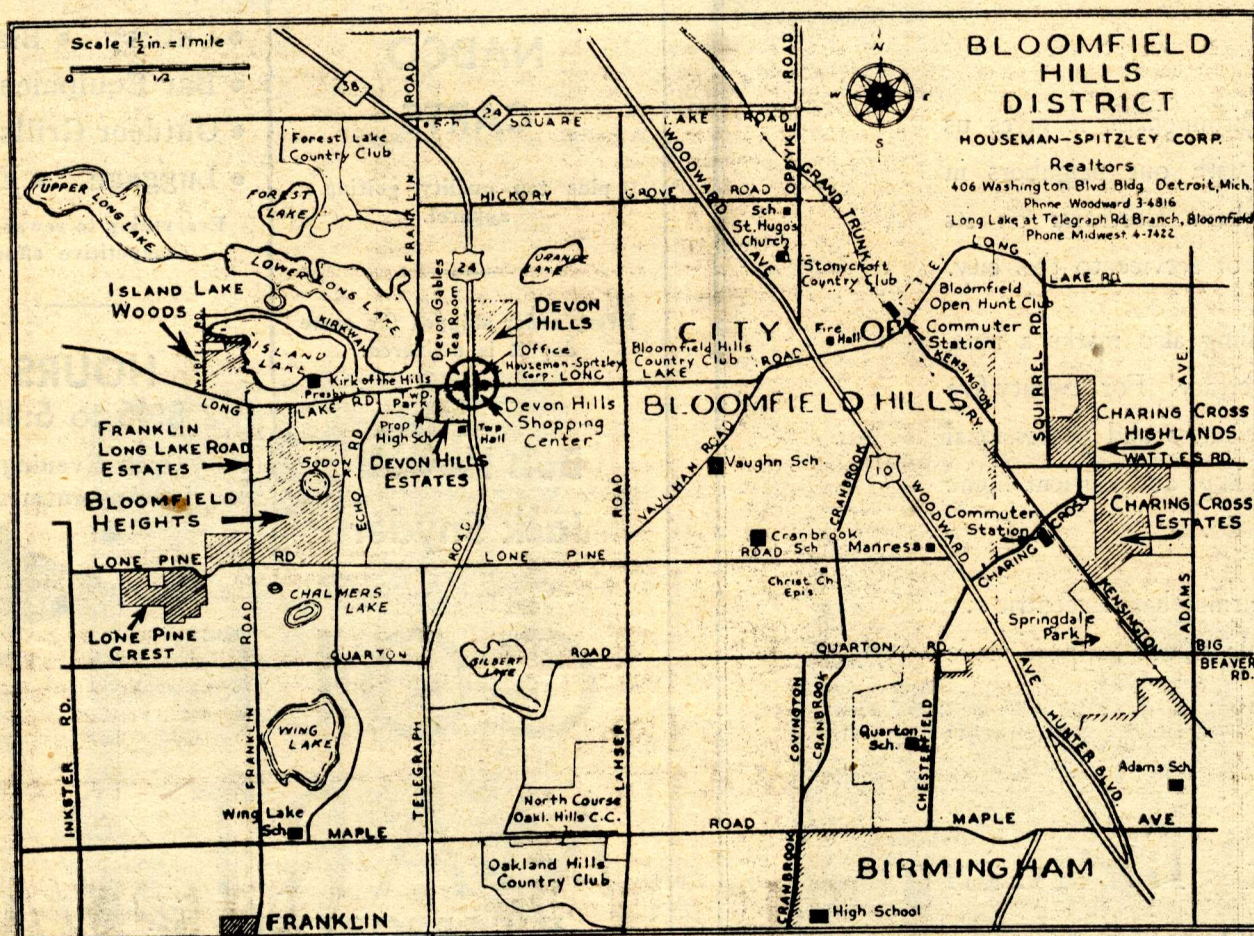 Scale 1½ in. = 1 mile
0 1/2 1
BLOOMFIELD
HILLS
DISTRICT
HOUSEMAN-SPITZLEY CORP.
Realtors
406 Washington Blvd Bldg. Detroit, Mich.
Phone Woodward 3-4816
Long Lake at Telegraph Rd. Branch, Bloomfield
Phone Midwest 4-7422
N
W
E
S
38
ROAD
24
Sch.
SQUARE
LAKE ROAD
ROAD
OPDYKE
Forest Lake
Country Club
FOREST
LAKE
UPPER
LONG LAKE
LOWER
LONG LAKE
FRANKLIN
HICKORY
GROVE ROAD
WOODWARD
AVE
GRAND TRUNK
Sch.
St. Hugo's
Church
Stonycroft
Country Club
LONG
LAKE RD
Bloomfield
Open Hunt Club
Commuter
Station
24
LAKE
ISLAND LAKE
WOODS
KIRKWAY
ISLAND
LAKE
Kirk of the Hills
Presby.
Devon Gables
Tea Room
DEVON
HILLS
Office
Houseman-Spitzley
Corp.
LONG
LAKE
ROAD
Bloomfield Hills
Country Club
Fire
Hall
CITY
OF
BLOOMFIELD HILLS
KENSINGTON
RY.
SQUIRREL RD.
AVE.
LONG
LAKE RD
Twp.
Park
Prop
High Sch
Twp
Hall
Devon Hills
Shopping
Center
DEVON HILLS
ESTATES
FRANKLIN
LONG LAKE ROAD
ESTATES
SODON
LK
BLOOMFIELD
HEIGHTS
ECHO
RD
ROAD
ROAD
VAUGHAN ROAD
Vaughn Sch.
CRANBROOK
10
WOODWARD
CHARING CROSS
HIGHLANDS
WATTLES RD.
CHARING CROSS
ESTATES
Commuter
Station
CHARING CROSS
Cranbrook
Sch
Manresa
LONE PINE
RD
LONE PINE
ROAD
Christ Ch.
Epis.
CHALMERS
LAKE
LONE PINE
CREST
ROAD
Springdale
Park
KENSINGTON
ADAMS
QUARTON
GILBERT
LAKE
ROAD
QUARTON RD.
BIG
BEAVER
RD.
INKSTER RD.
FRANKLIN
WING
LAKE
TELEGRAPH
LAHSER
COVINGTON
CRANBROOK
Quarton
Sch.
CHESTERFIELD
AVE
HUNTER BLVD.
Adams Sch
Wing Lake
Sch.
MAPLE
North Course
Oakl. Hills C.C.
ROAD
MAPLE
AVE
Oakland Hills
Country Club
CRANBROOK
BIRMINGHAM
High School
FRANKLIN